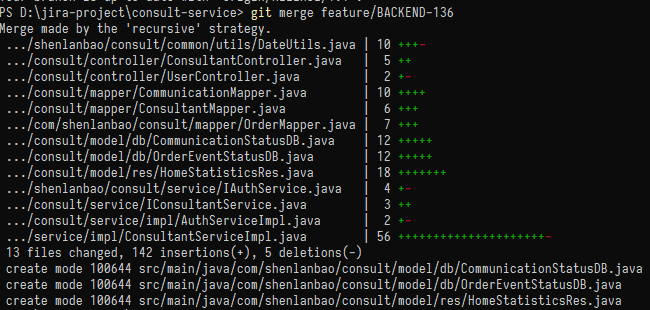 PS D:\jira-project\consult-service> git merge feature/BACKEND-136
Merge made by the 'recursive' strategy.
.../shenlanbao/consult/common/utils/DateUtils.java | 10 +++-
.../consult/controller/ConsultantController.java | 5 ++
.../consult/controller/UserController.java | 2 +-
.../consult/mapper/CommunicationMapper.java | 10 ++++
.../consult/mapper/ConsultantMapper.java | 6 +++
.../com/shenlanbao/consult/mapper/OrderMapper.java | 7 +++
.../consult/model/db/CommunicationStatusDB.java | 12 +++++
.../consult/model/db/OrderEventStatusDB.java | 12 +++++
.../consult/model/res/HomeStatisticsRes.java | 18 +++++++
.../shenlanbao/consult/service/IAuthService.java | 4 +-
.../consult/service/IConsultantService.java | 3 ++
.../consult/service/impl/AuthServiceImpl.java | 2 +-
.../service/impl/ConsultantServiceImpl.java | 56 ++++++++++++++++++++++-
13 files changed, 142 insertions(+), 5 deletions(-)
create mode 100644 src/main/java/com/shenlanbao/consult/model/db/CommunicationStatusDB.java
create mode 100644 src/main/java/com/shenlanbao/consult/model/db/OrderEventStatusDB.java
create mode 100644 src/main/java/com/shenlanbao/consult/model/res/HomeStatisticsRes.java